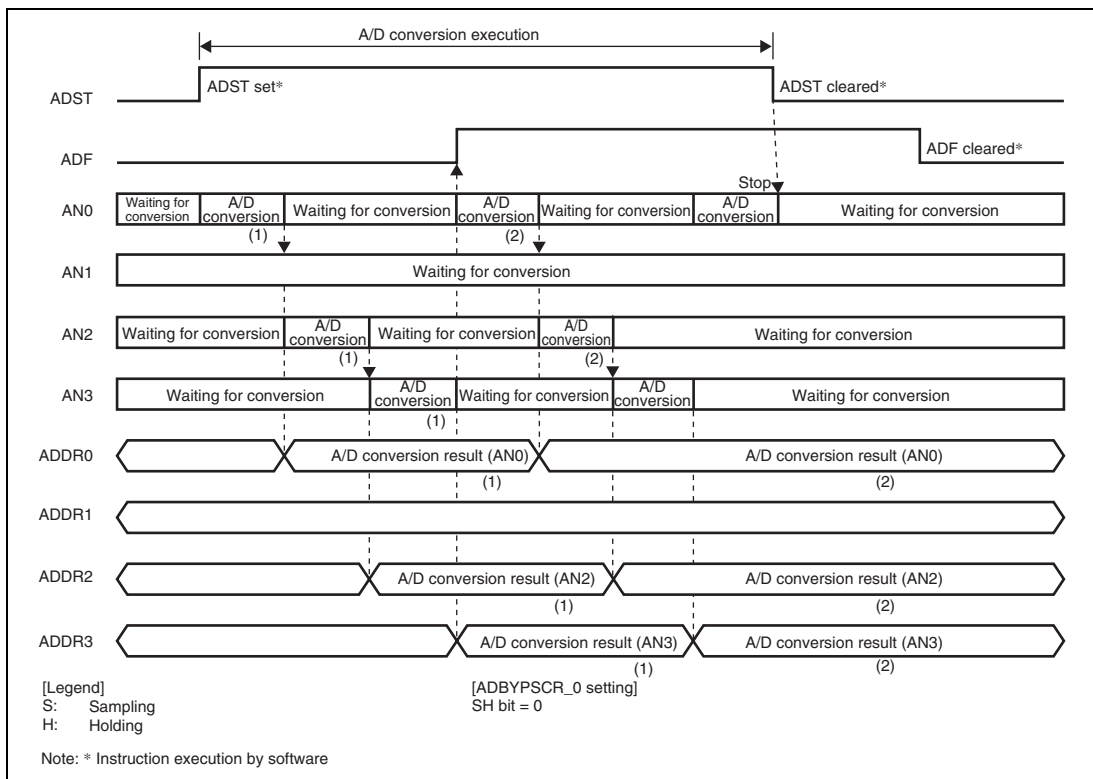 A/D conversion execution
ADST
ADST set*
ADST cleared*
ADF
ADF cleared*
Stop
AN0
Waiting for
conversion
A/D
conversion
Waiting for conversion
A/D
conversion
Waiting for conversion
A/D
conversion
Waiting for conversion
(1)
(2)
AN1
Waiting for conversion
AN2
Waiting for conversion
A/D
conversion
Waiting for conversion
A/D
conversion
Waiting for conversion
(1)
(2)
AN3
Waiting for conversion
A/D
conversion
Waiting for conversion
A/D
conversion
Waiting for conversion
(1)
ADDR0
A/D conversion result (AN0)
A/D conversion result (AN0)
(1)
(2)
ADDR1
ADDR2
A/D conversion result (AN2)
A/D conversion result (AN2)
(1)
(2)
ADDR3
A/D conversion result (AN3)
A/D conversion result (AN3)
(1)
(2)
[Legend]
S: Sampling
H: Holding
[ADBYPSCR_0 setting]
SH bit = 0
Note: * Instruction execution by software